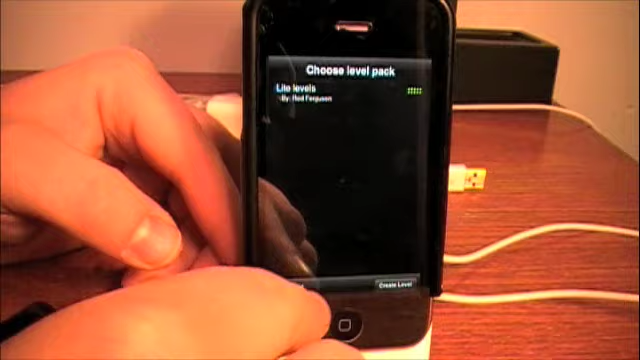 Choose level pack
Lite levels
By: Rod Ferguson
Create Level